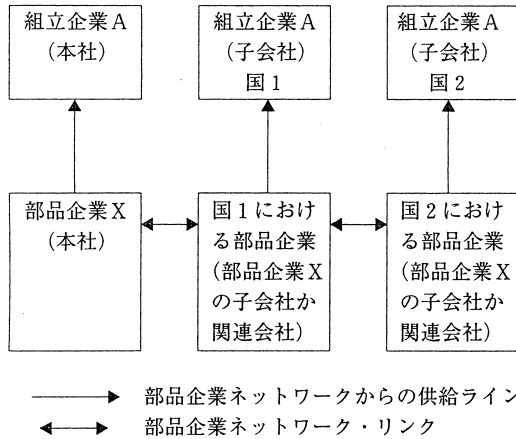 組立企業A
(本社)
組立企業A
(子会社)
国1
組立企業A
(子会社)
国2
部品企業X
(本社)
国1におけ
る部品企業
(部品企業X
の子会社か
関連会社)
国2におけ
る部品企業
(部品企業X
の子会社か
関連会社)
部品企業ネットワークからの供給ライン
部品企業ネットワーク・リンク